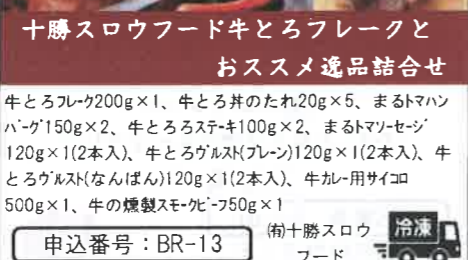 十勝スロウフード牛とろフレークと
おススメ逸品詰合せ
牛とろフレーク200g×1、牛とろ丼のたれ20g×5、まるトマハン
バーグ150g×2、牛とろろステーキ100g×2、まるトマソーセージ
120g×1(2本入)、牛とろヴルスト(プレーン)120g×1(2本入)、牛
とろヴルスト(なんばん)120g×1(2本入)、牛カレー用サイコロ
500g×1、牛の燻製スモークビーフ50g×1
申込番号：BR-13
㈲十勝スロウ
フード
冷凍